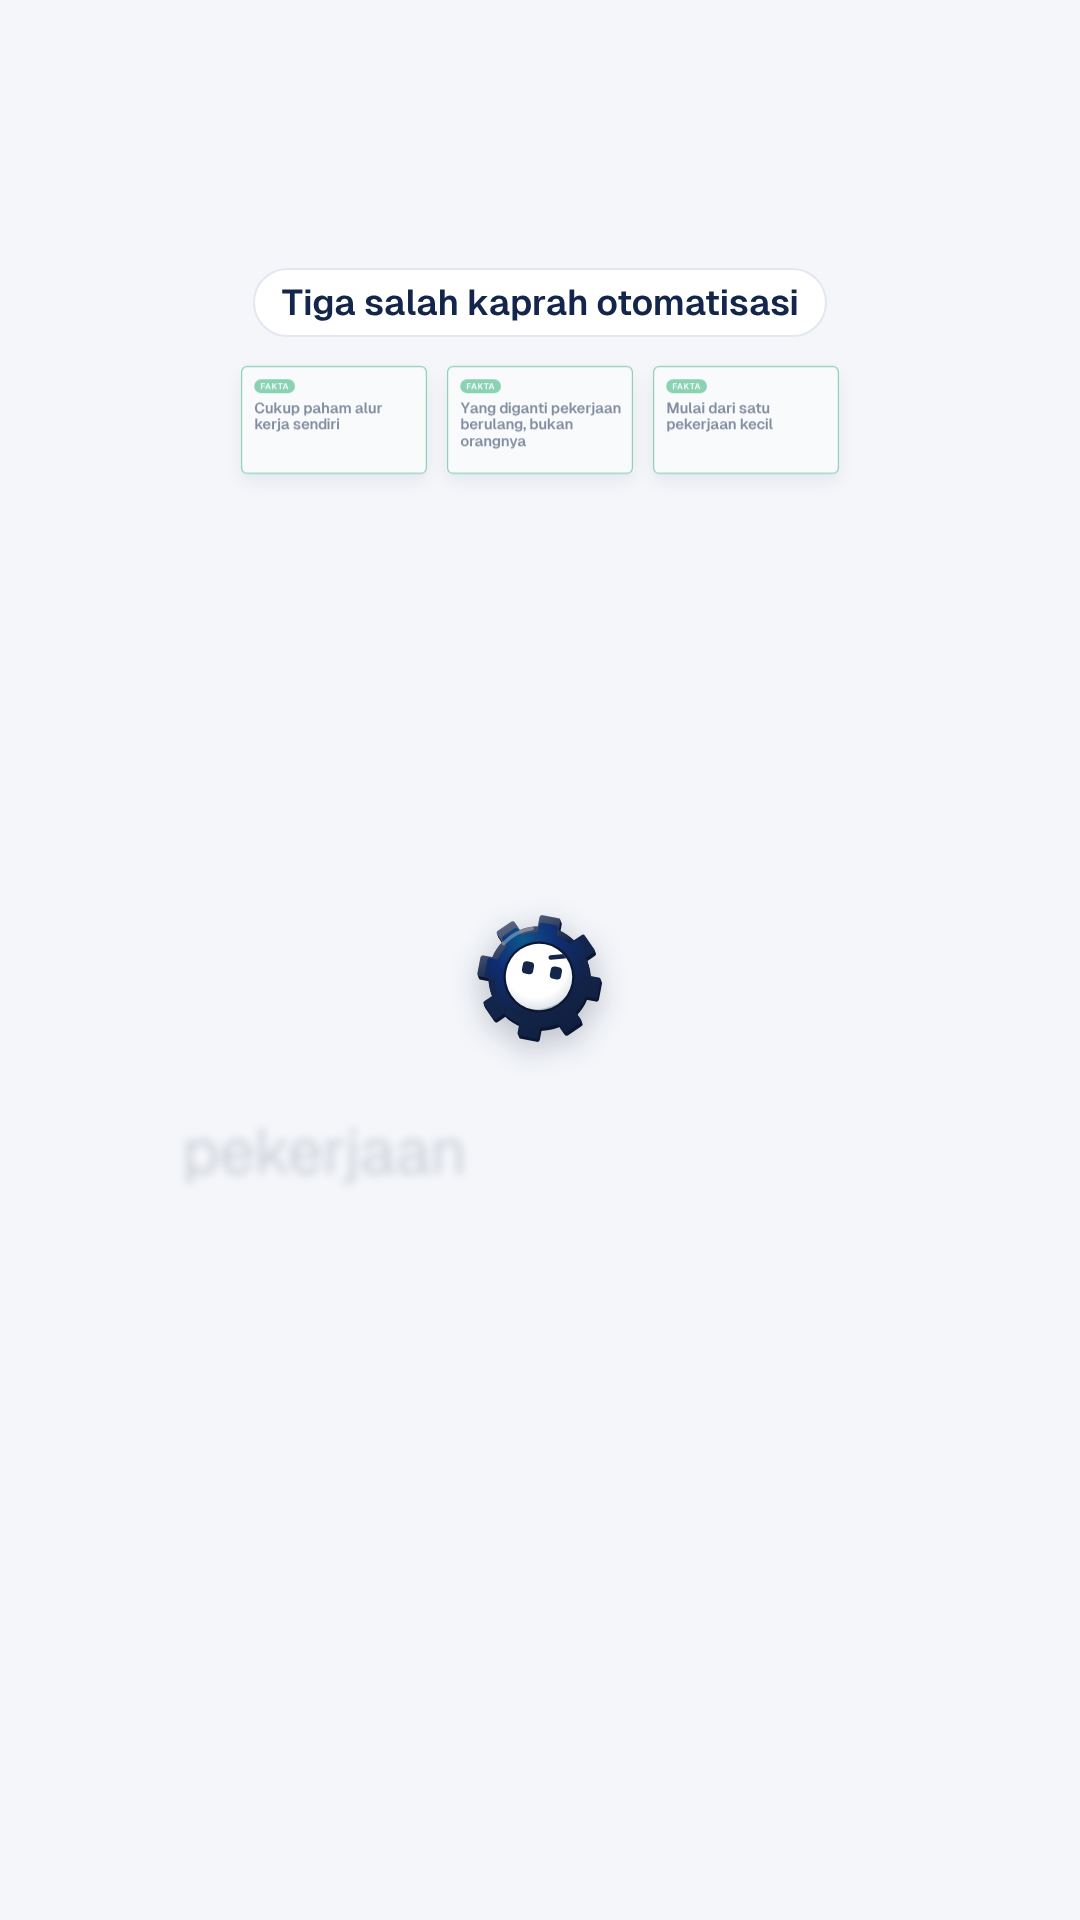 Tiga salah kaprah otomatisasi
FAKTA
Cukup paham alur
kerja sendiri
FAKTA
Yang diganti pekerjaan
berulang, bukan
orangnya
FAKTA
Mulai dari satu
pekerjaan kecil
pekerjaan